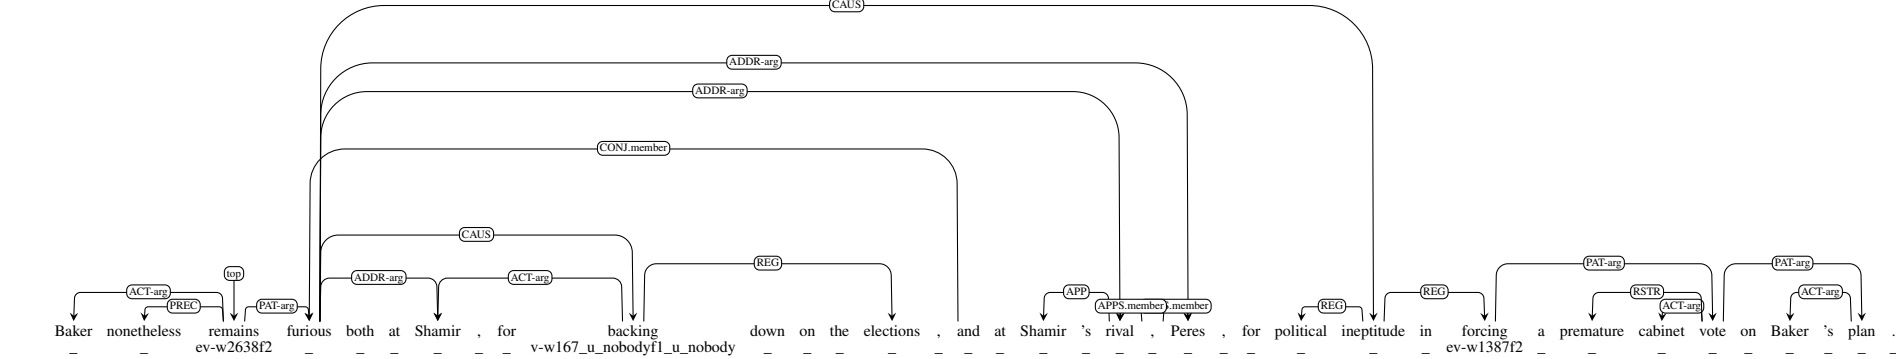 CAUS
ADDR-arg
ADDR-arg
CONJ.member
CAUS
REG PAT-arg PAT-arg
top ADDR-arg ACT-arg
ACT-arg APP REG RSTR ACT-arg
PREC PAT-arg APPS.member .member REG ACT-arg
Baker nonetheless remains furious both at Shamir , for backing down on the elections , and at Shamir 's rival , Peres , for political ineptitude in forcing a premature cabinet vote on Baker 's plan .
_ _ ev-w2638f2 _ _ _ _ _ _ v-w167_u_nobodyf1_u_nobody _ _ _ _ _ _ _ _ _ _ _ _ _ _ _ _ _ ev-w1387f2 _ _ _ _ _ _ _ _ _